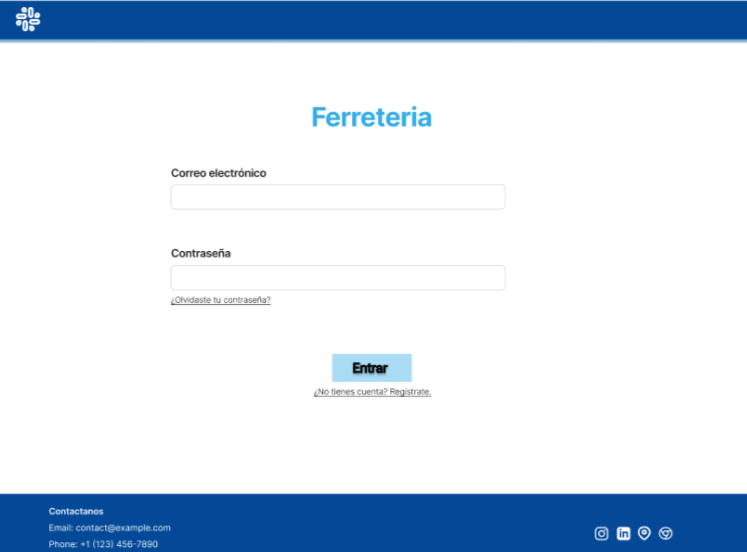 Ferreteria
Correo electrónico
Contraseña
¿Olvidaste tu contraseña?
Entrar
¿No tienes cuenta? Regístrate.
Contactanos
Email: contact@example.com
Phone: +1 (123) 456-7890